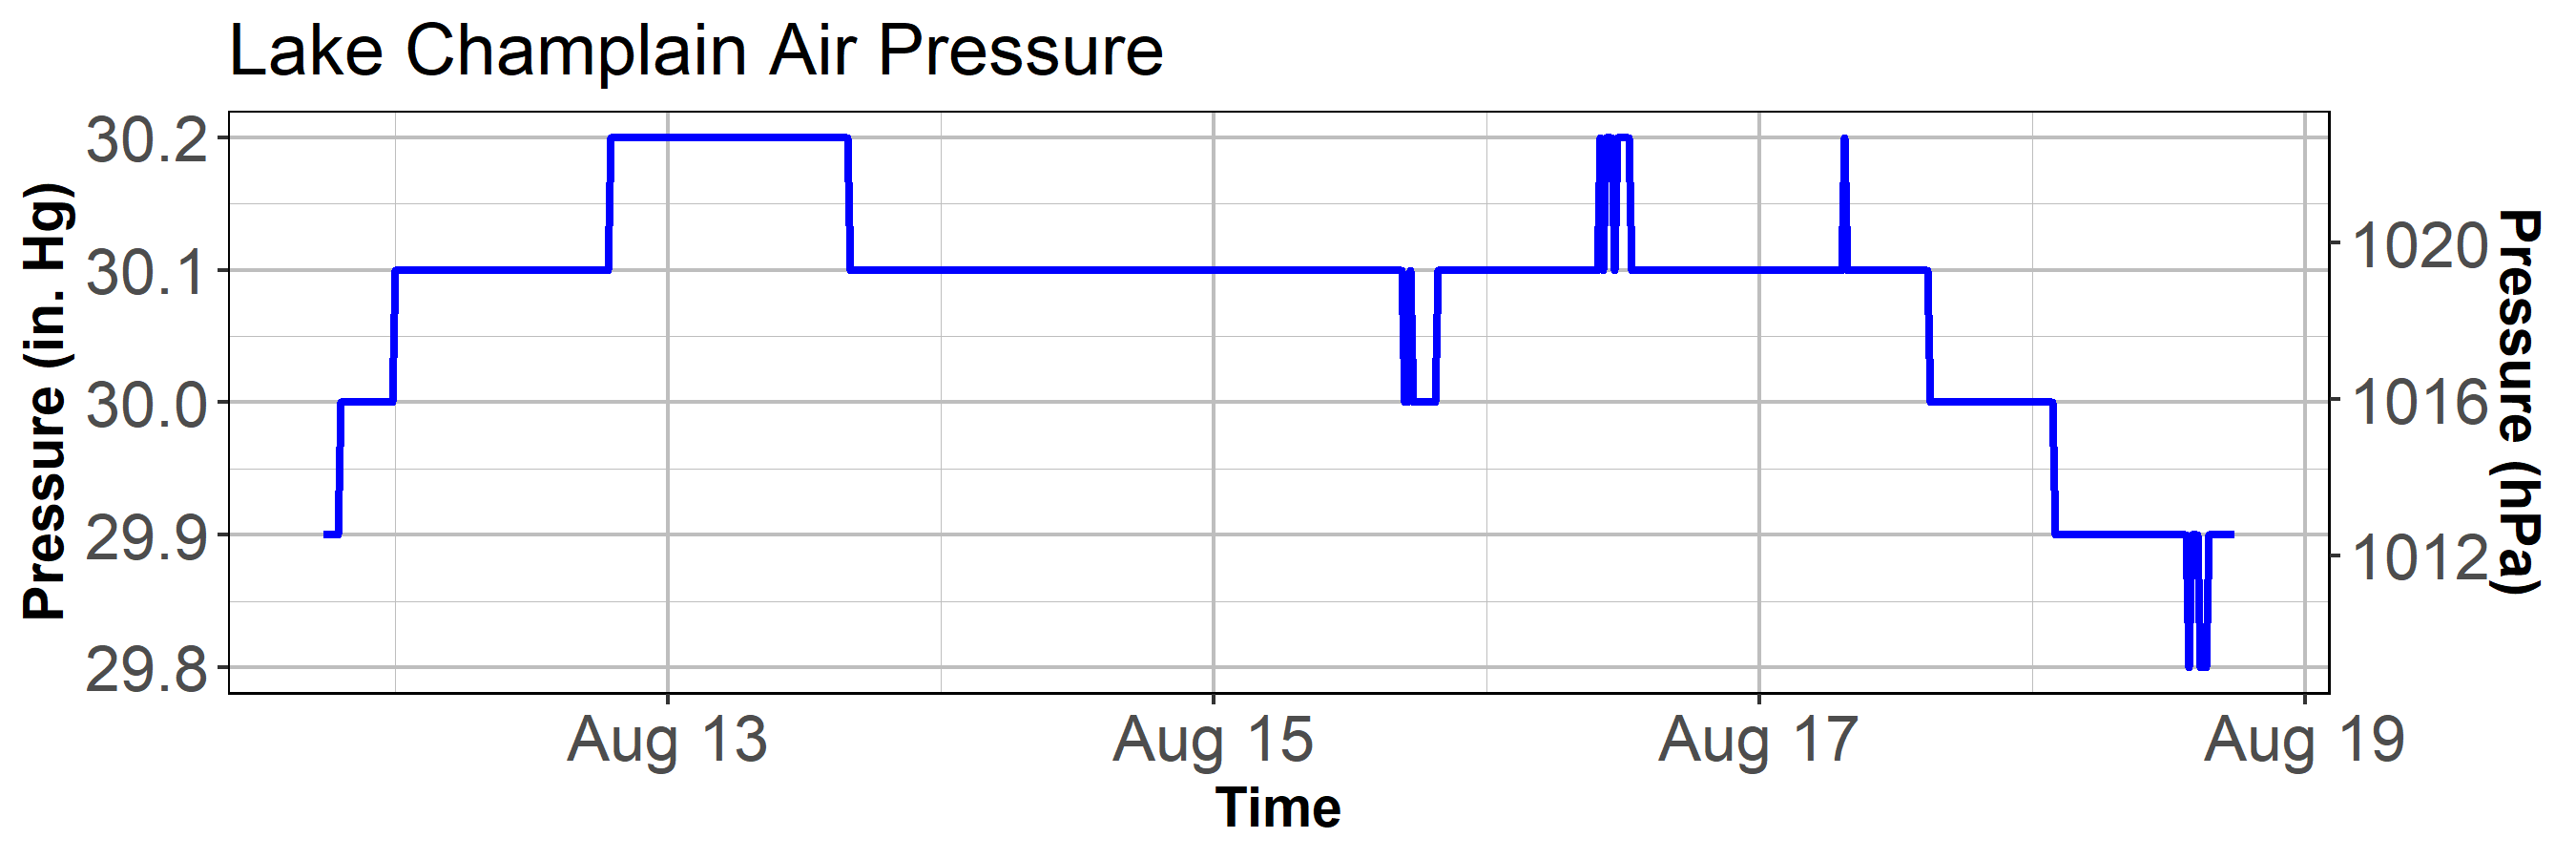 Lake Champlain Air Pressure
Pressure (in. Hg)
30.2
30.1
30.0
29.9
29.8
1020
1016
1012
Pressure (hPa)
Aug 13 Aug 15 Aug 17 Aug 19
Time